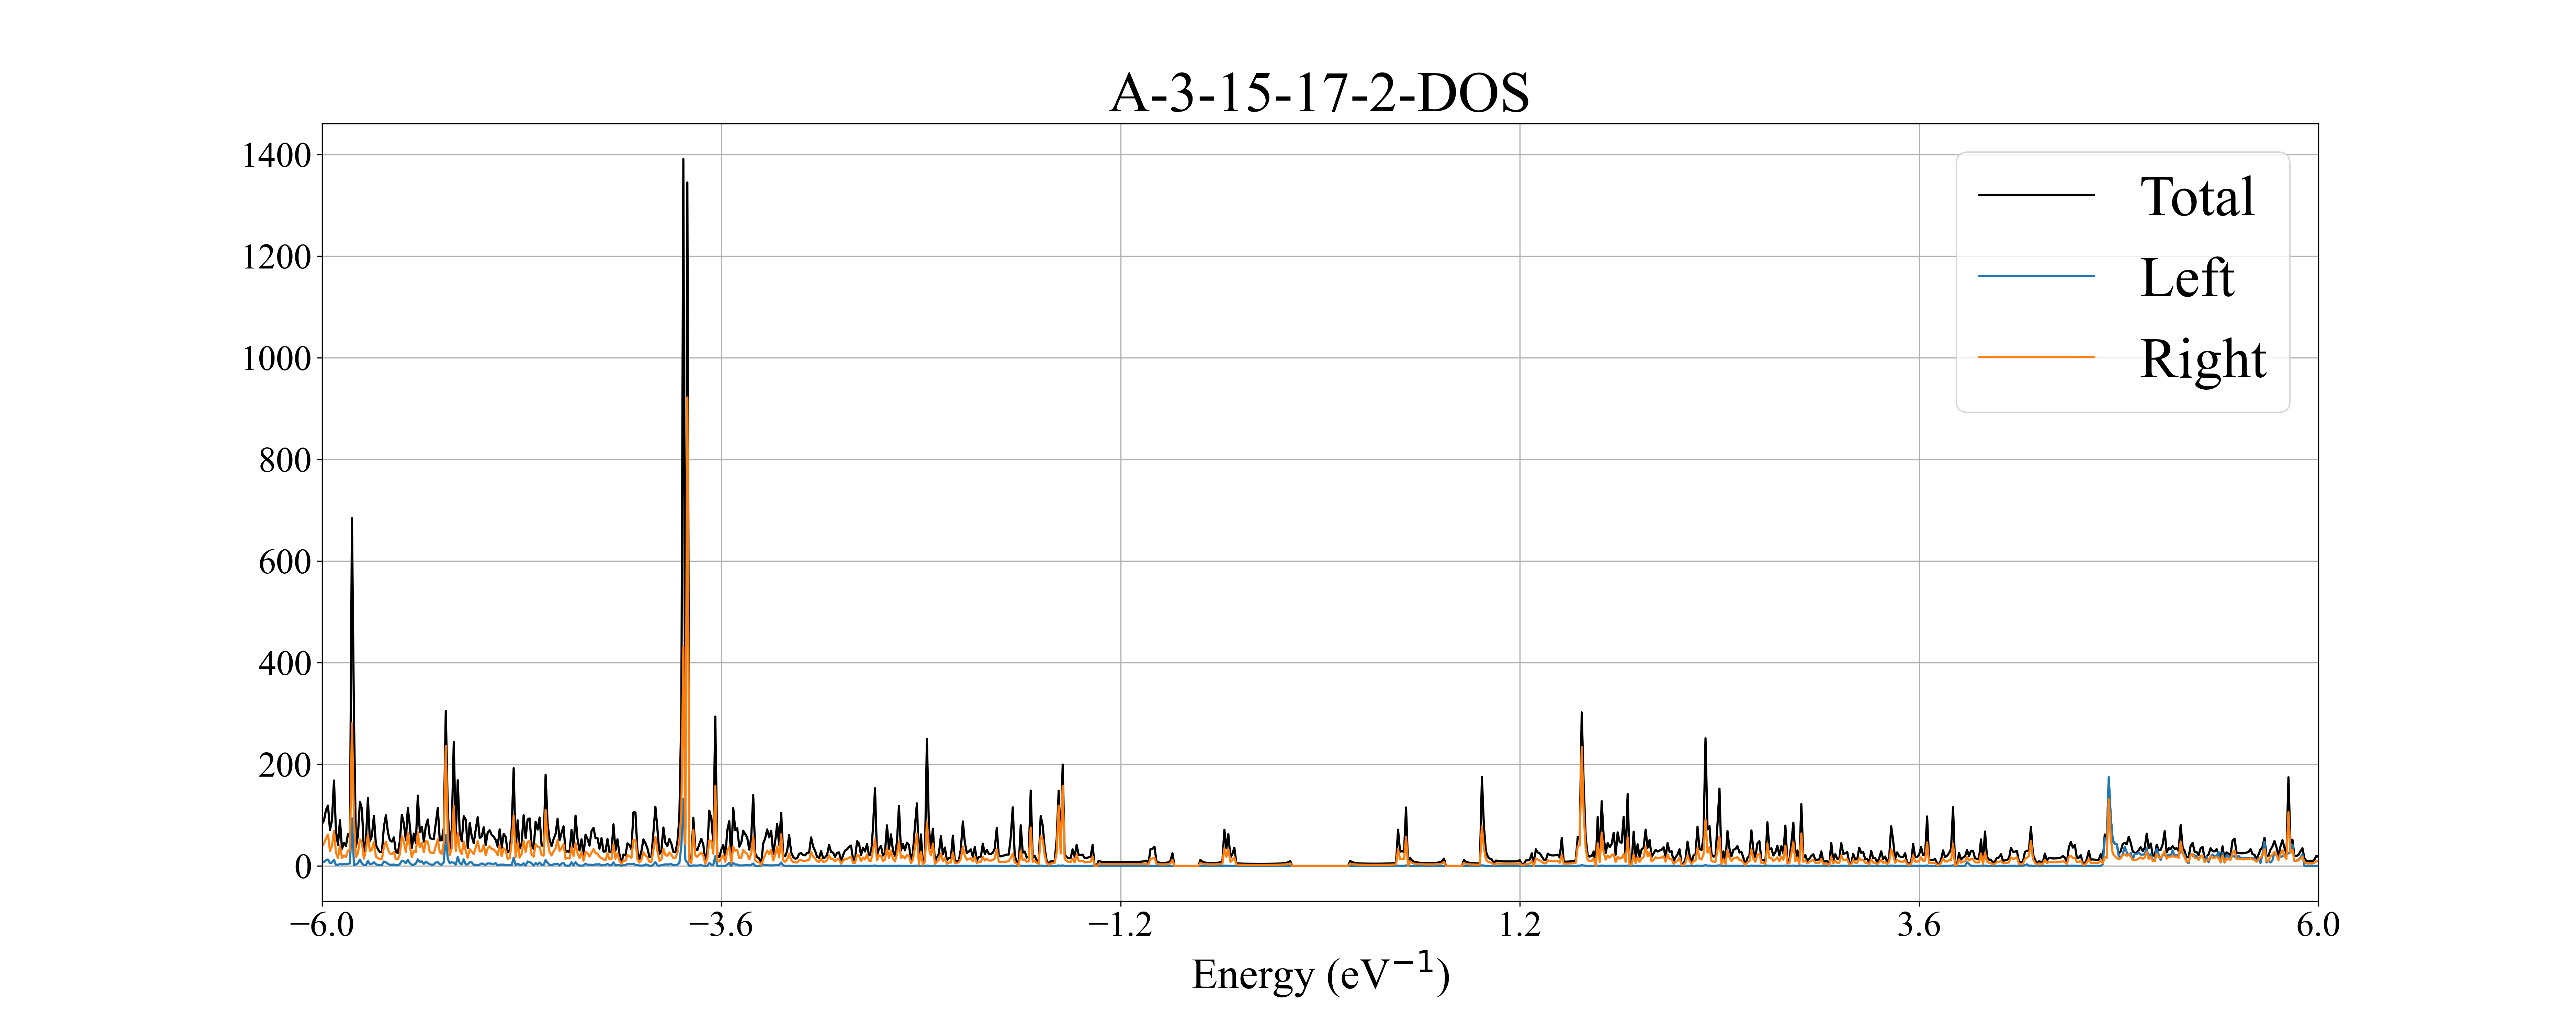 A-3-15-17-2-DOS
1400
1200
1000
800
600
400
200
0
−6.0 −3.6 −1.2 1.2 3.6 6.0
Energy (eV⁻¹)
Total
Left
Right